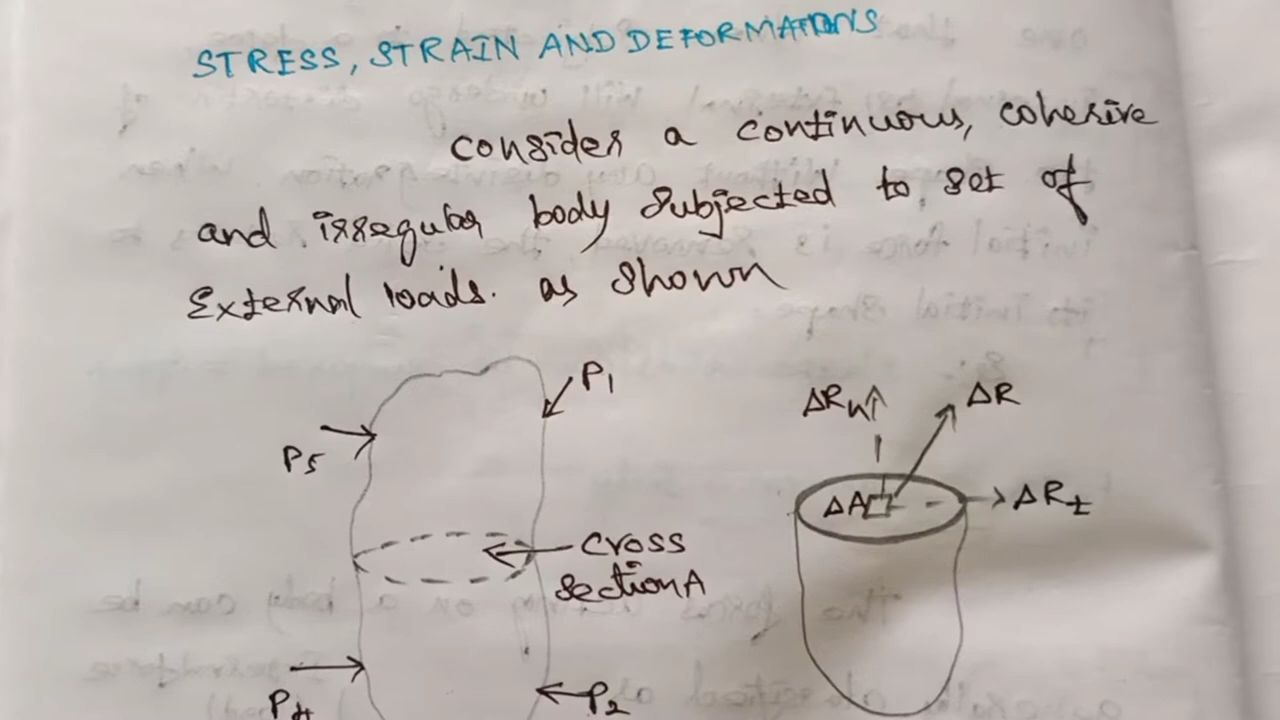 STRESS, STRAIN AND DEFORMATIONS
consider a continuous, cohesive
and irregular body subjected to set of
External loads. as shown
P1
P5
ΔRn
ΔR
ΔA
ΔRt
Cross
section A
P4
P2